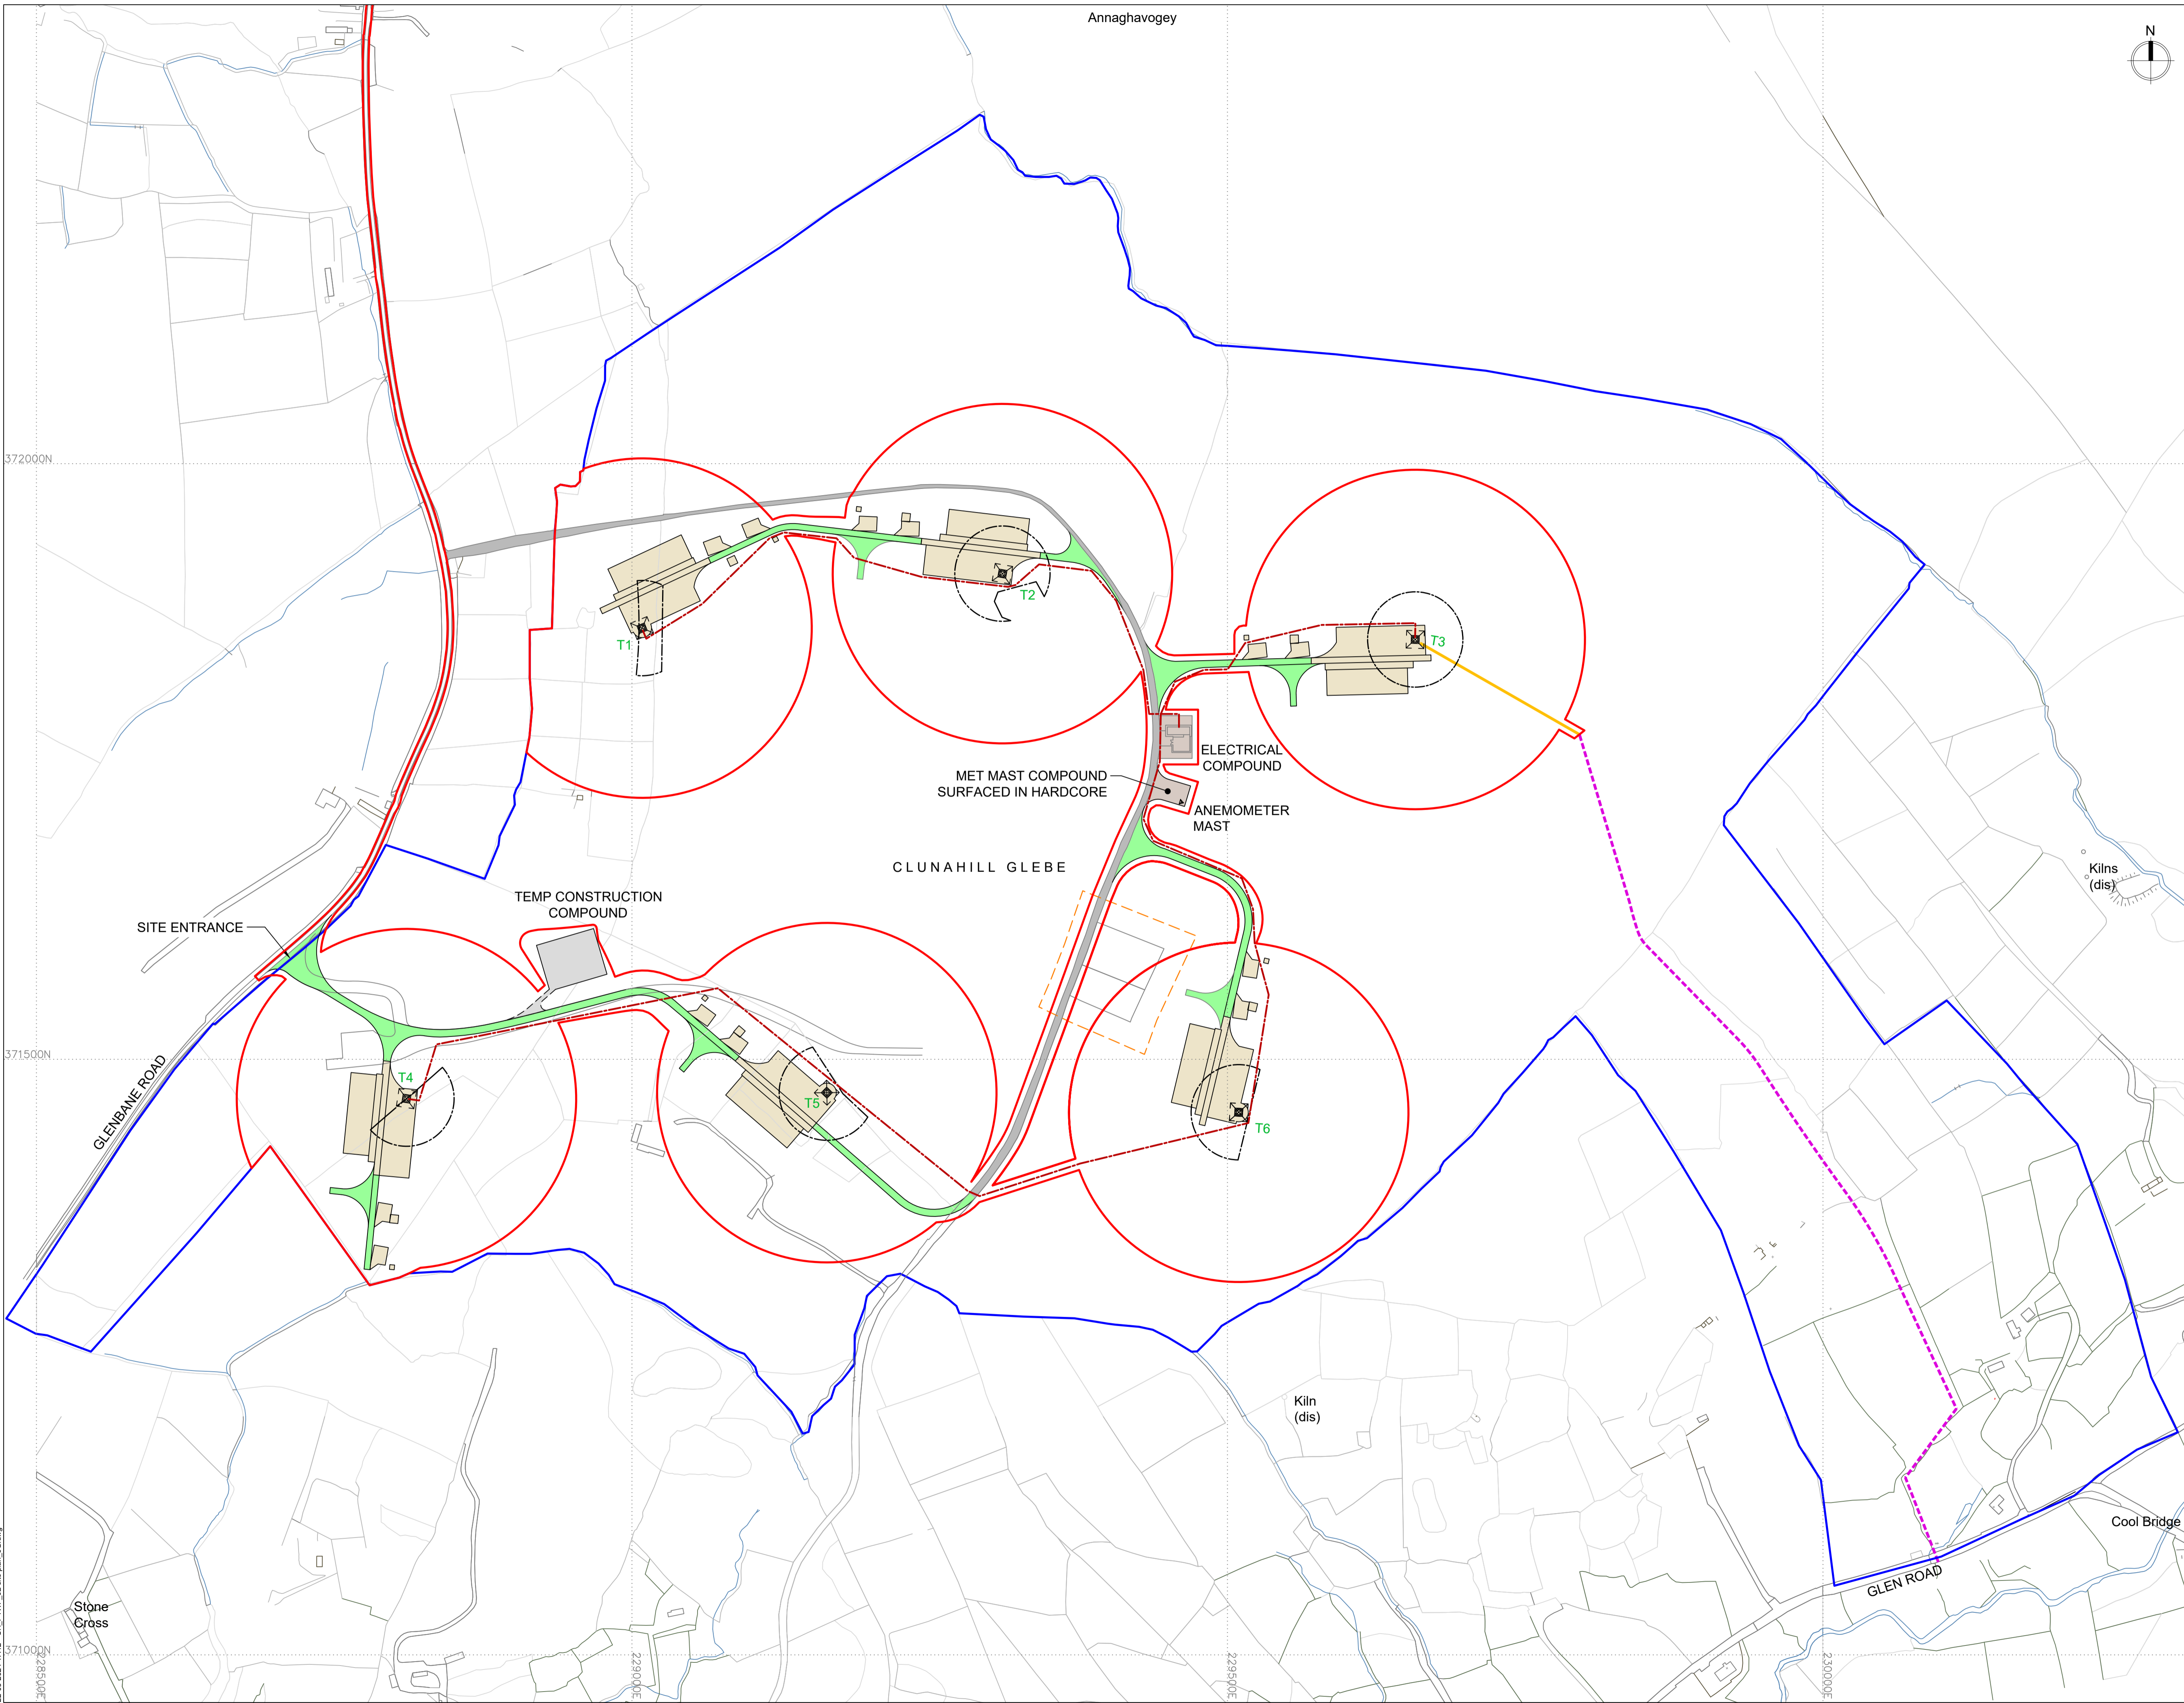 Annaghavogey
N
372000N
T1
T2
T3
ELECTRICAL
COMPOUND
MET MAST COMPOUND
SURFACED IN HARDCORE
ANEMOMETER
MAST
CLUNAHILL GLEBE
Kilns
(dis)
TEMP CONSTRUCTION
COMPOUND
SITE ENTRANCE
371500N
GLENBANE ROAD
T4
T5
T6
Kiln
(dis)
Cool Bridge
GLEN ROAD
Stone
Cross
371000N
228500E
229000E
229500E
230000E